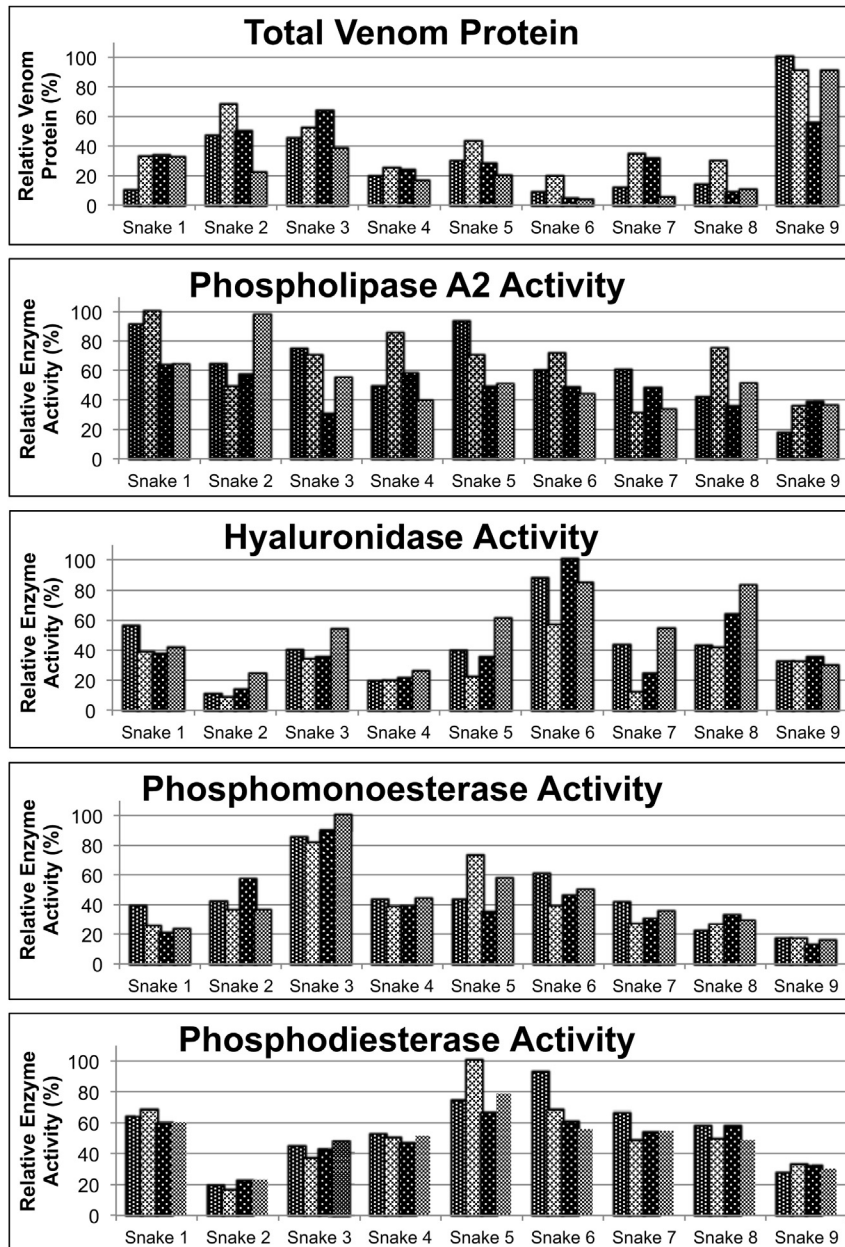 Total Venom Protein
Relative Venom
Protein (%)
100
80
60
40
20
0
Snake 1 Snake 2 Snake 3 Snake 4 Snake 5 Snake 6 Snake 7 Snake 8 Snake 9
Phospholipase A2 Activity
Relative Enzyme
Activity (%)
100
80
60
40
20
0
Snake 1 Snake 2 Snake 3 Snake 4 Snake 5 Snake 6 Snake 7 Snake 8 Snake 9
Hyaluronidase Activity
Relative Enzyme
Activity (%)
100
80
60
40
20
0
Snake 1 Snake 2 Snake 3 Snake 4 Snake 5 Snake 6 Snake 7 Snake 8 Snake 9
Phosphomonoesterase Activity
Relative Enzyme
Activity (%)
100
80
60
40
20
0
Snake 1 Snake 2 Snake 3 Snake 4 Snake 5 Snake 6 Snake 7 Snake 8 Snake 9
Phosphodiesterase Activity
Relative Enzyme
Activity (%)
100
80
60
40
20
0
Snake 1 Snake 2 Snake 3 Snake 4 Snake 5 Snake 6 Snake 7 Snake 8 Snake 9